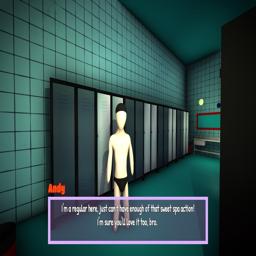 Andy
I'm a regular here, just can't have enough of that sweet spa action!
I'm sure you'll love it too, bro.